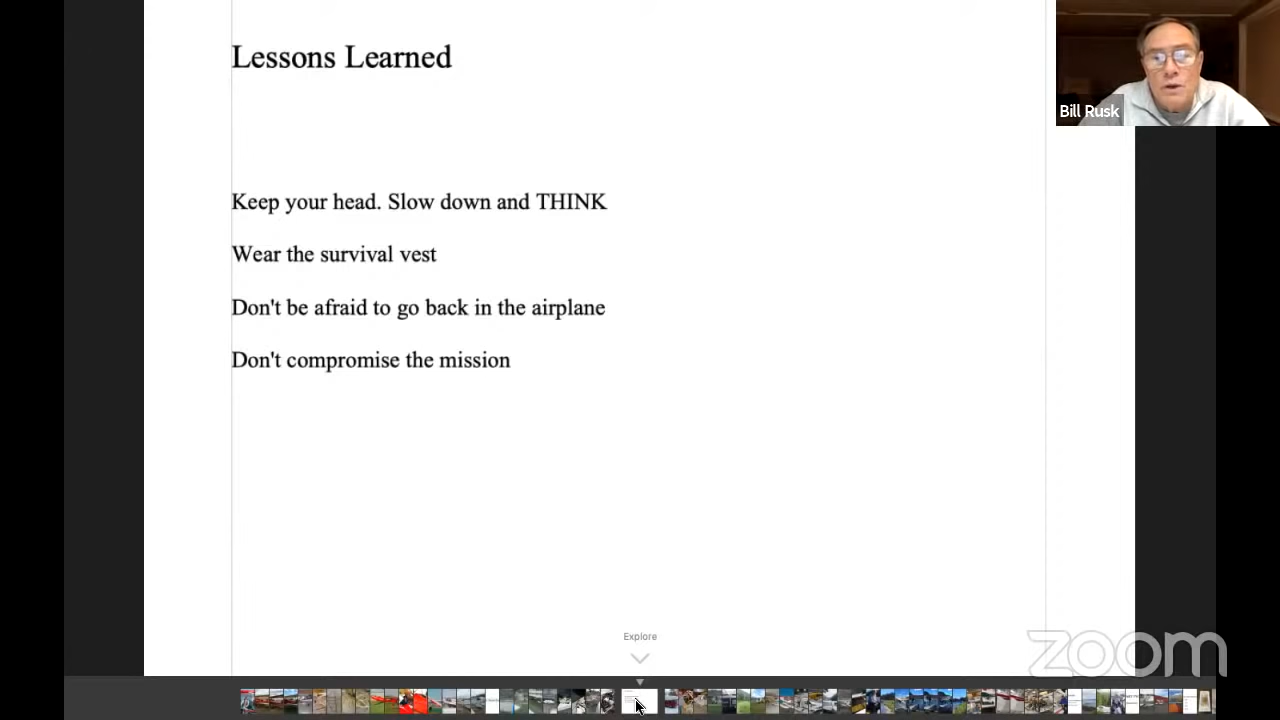 Lessons Learned
Bill Rusk
Keep your head. Slow down and THINK
Wear the survival vest
Don't be afraid to go back in the airplane
Don't compromise the mission
Explore
zoom